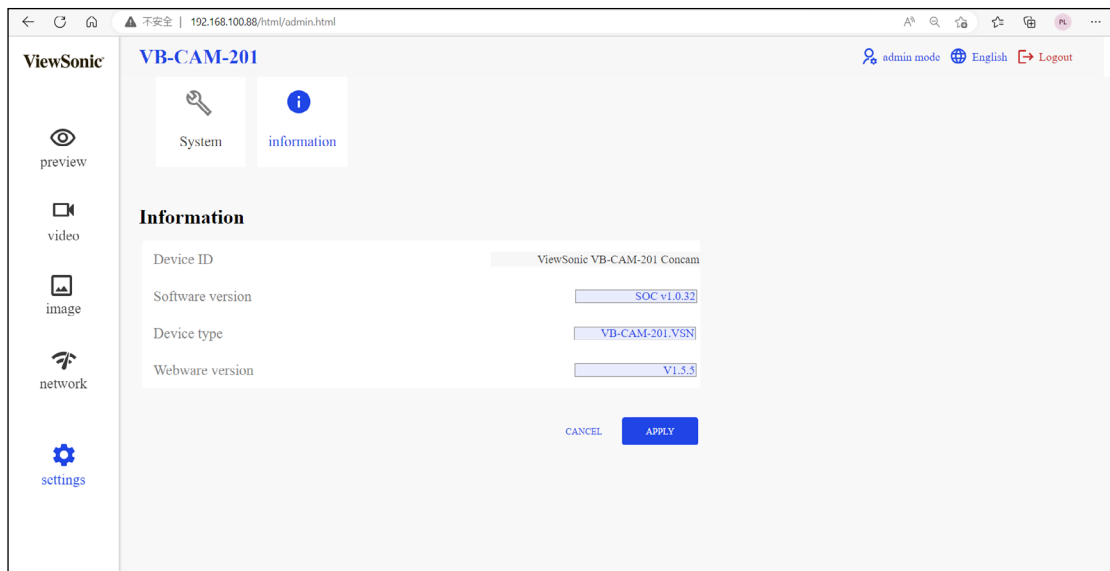 不安全 | 192.168.100.88/html/admin.html
PL
ViewSonic
VB-CAM-201
admin mode English Logout
System
information
preview
video
image
network
settings
Information
Device ID ViewSonic VB-CAM-201 Concam
Software version SOC v1.0.32
Device type VB-CAM-201.VSN
Webware version V1.5.5
CANCEL APPLY